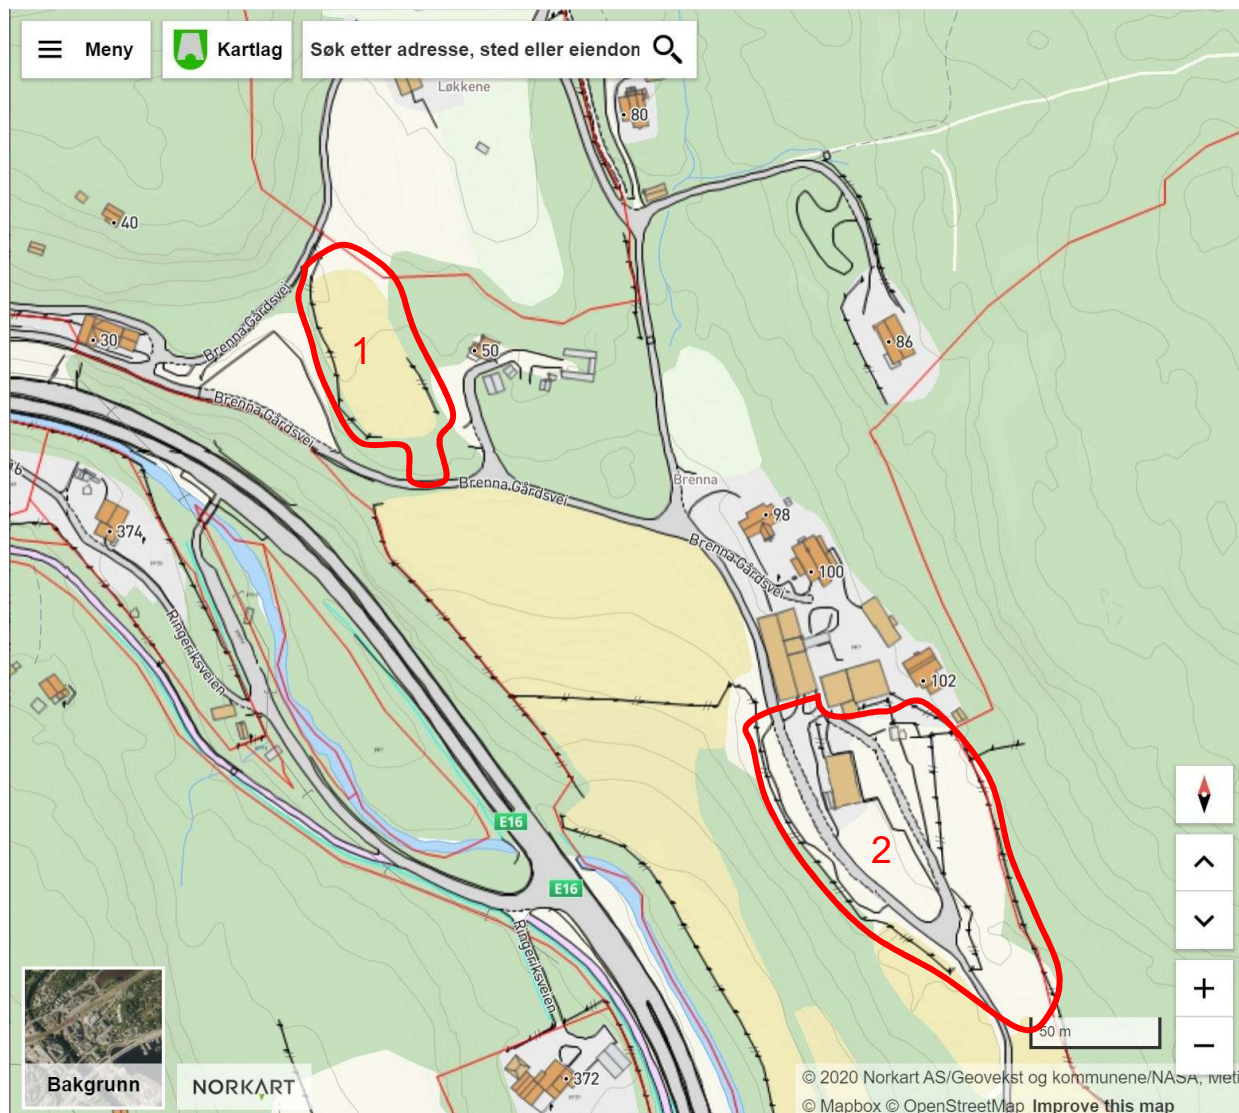 Meny
Kartlag
Søk etter adresse, sted eller eiendon
Løkkene
80
40
Brenna Gårdsvei
30
1
50
86
Brenna Gårdsvei
Brenna Gårdsvei
Brenna
16
374
98
Brenna Gårdsvei
100
Ringeriksveien
102
E16
2
E16
Ringeriksveien
50 m
372
Bakgrunn
NORKART
© 2020 Norkart AS/Geovekst og kommunene/NASA, Meti
© Mapbox © OpenStreetMap Improve this map